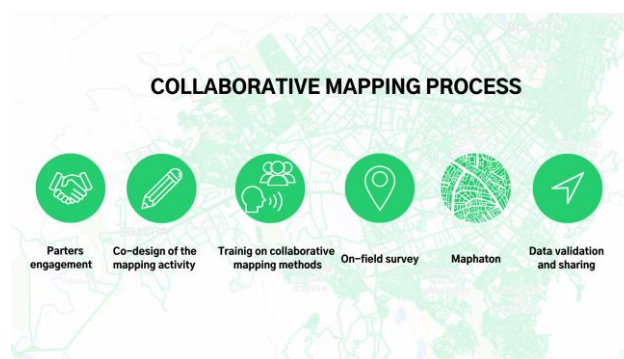 COLLABORATIVE MAPPING PROCESS
Parters
engagement
Co-design of the
mapping activity
Trainig on collaborative
mapping methods
On-field survey
Maphaton
Data validation
and sharing